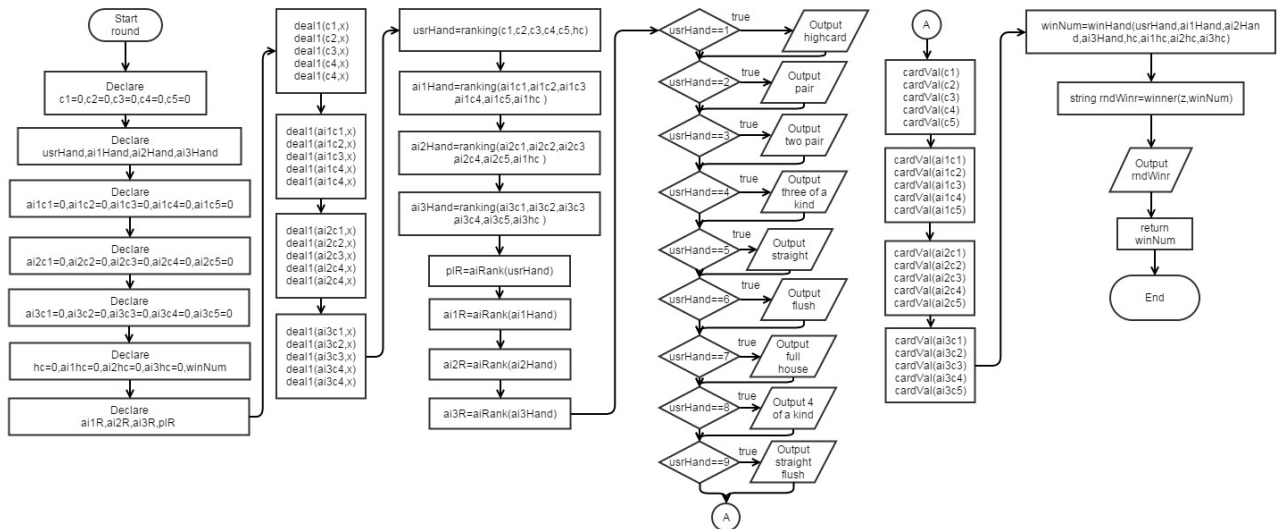 Start
round
Declare
c1=0,c2=0,c3=0,c4=0,c5=0
Declare
usrHand,ai1Hand,ai2Hand,ai3Hand
Declare
ai1c1=0,ai1c2=0,ai1c3=0,ai1c4=0,ai1c5=0
Declare
ai2c1=0,ai2c2=0,ai2c3=0,ai2c4=0,ai2c5=0
Declare
ai3c1=0,ai3c2=0,ai3c3=0,ai3c4=0,ai3c5=0
Declare
hc=0,ai1hc=0,ai2hc=0,ai3hc=0,winNum
Declare
ai1R,ai2R,ai3R,plR
deal1(c1,x)
deal1(c2,x)
deal1(c3,x)
deal1(c4,x)
deal1(c4,x)
deal1(ai1c1,x)
deal1(ai1c2,x)
deal1(ai1c3,x)
deal1(ai1c4,x)
deal1(ai1c4,x)
deal1(ai2c1,x)
deal1(ai2c2,x)
deal1(ai2c3,x)
deal1(ai2c4,x)
deal1(ai2c4,x)
deal1(ai3c1,x)
deal1(ai3c2,x)
deal1(ai3c3,x)
deal1(ai3c4,x)
deal1(ai3c4,x)
usrHand=ranking(c1,c2,c3,c4,c5,hc)
ai1Hand=ranking(ai1c1,ai1c2,ai1c3
ai1c4,ai1c5,ai1hc )
ai2Hand=ranking(ai2c1,ai2c2,ai2c3
ai2c4,ai2c5,ai1hc )
ai3Hand=ranking(ai3c1,ai3c2,ai3c3
ai3c4,ai3c5,ai3hc )
plR=aiRank(usrHand)
ai1R=aiRank(ai1Hand)
ai2R=aiRank(ai2Hand)
ai3R=aiRank(ai3Hand)
usrHand==1
true
Output
highcard
usrHand==2
true
Output
pair
usrHand==3
true
Output
two pair
usrHand==4
true
Output
three of a
kind
usrHand==5
true
Output
straight
usrHand==6
true
Output
flush
usrHand==7
true
Output
full
house
usrHand==8
true
Output 4
of a kind
usrHand==9
true
Output
straight
flush
A
A
cardVal(c1)
cardVal(c2)
cardVal(c3)
cardVal(c4)
cardVal(c5)
cardVal(ai1c1)
cardVal(ai1c2)
cardVal(ai1c3)
cardVal(ai1c4)
cardVal(ai1c5)
cardVal(ai2c1)
cardVal(ai2c2)
cardVal(ai2c3)
cardVal(ai2c4)
cardVal(ai2c5)
cardVal(ai3c1)
cardVal(ai3c2)
cardVal(ai3c3)
cardVal(ai3c4)
cardVal(ai3c5)
winNum=winHand(usrHand,ai1Hand,ai2Han
d,ai3Hand,hc,ai1hc,ai2hc,ai3hc)
string rndWinr=winner(z,winNum)
Output
rndWinr
return
winNum
End